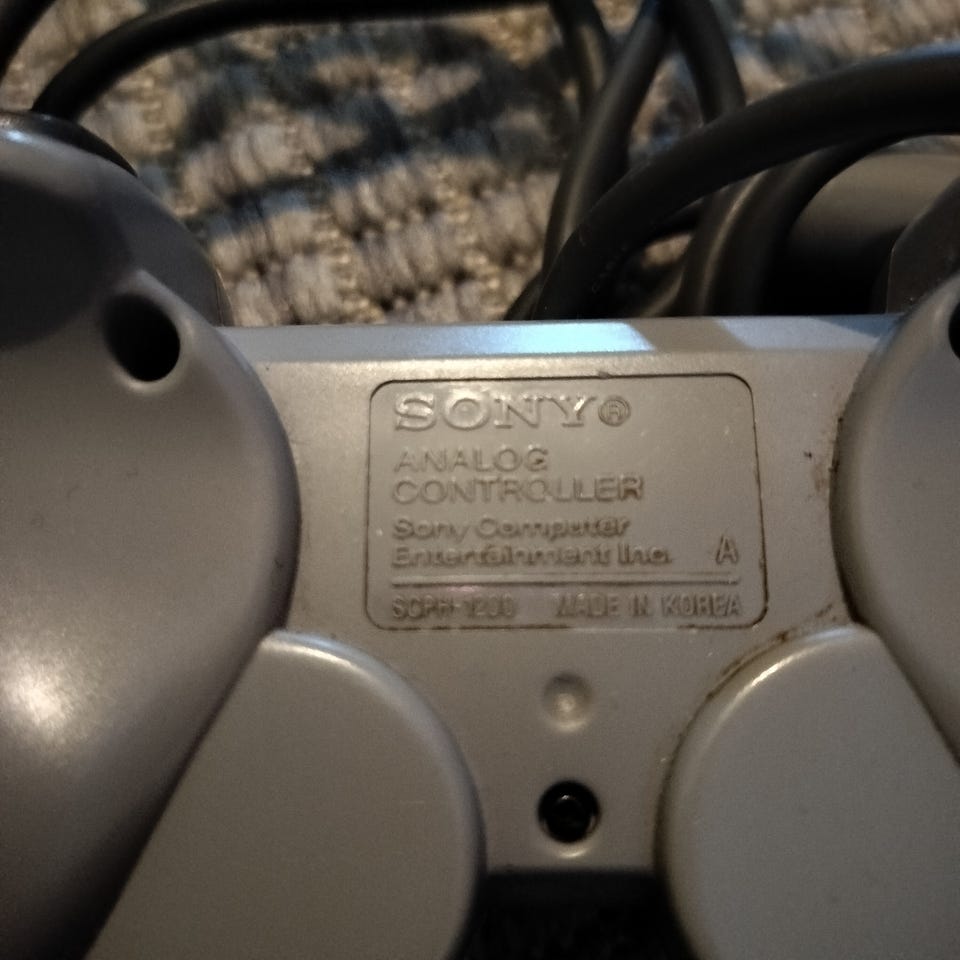 SONY®
ANALOG
CONTROLLER
Sony Computer
Entertainment Inc. A
SCPH-1200 MADE IN KOREA